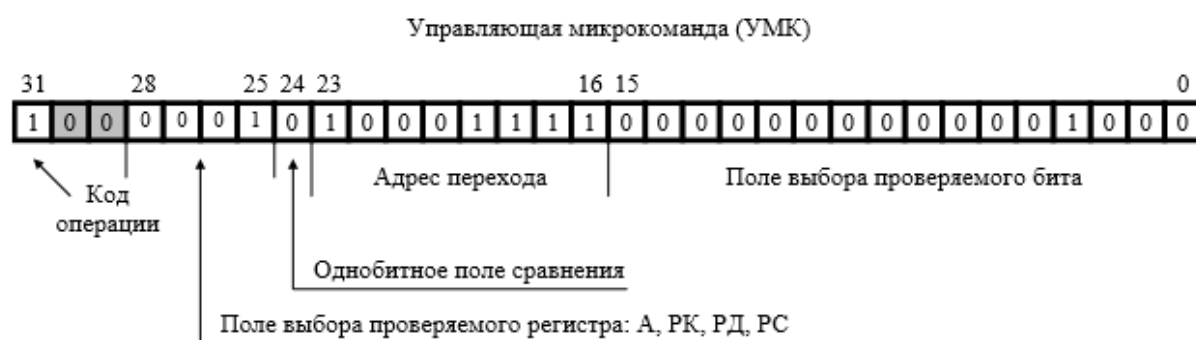 Управляющая микрокоманда (УМК)
31 28 25 24 23 16 15 0
1 0 0 0 0 0 1 0 1 0 0 0 1 1 1 1 0 0 0 0 0 0 0 0 0 0 0 0 1 0 0 0
Код операции
Адрес перехода
Поле выбора проверяемого бита
Однобитное поле сравнения
Поле выбора проверяемого регистра: А, РК, РД, РС